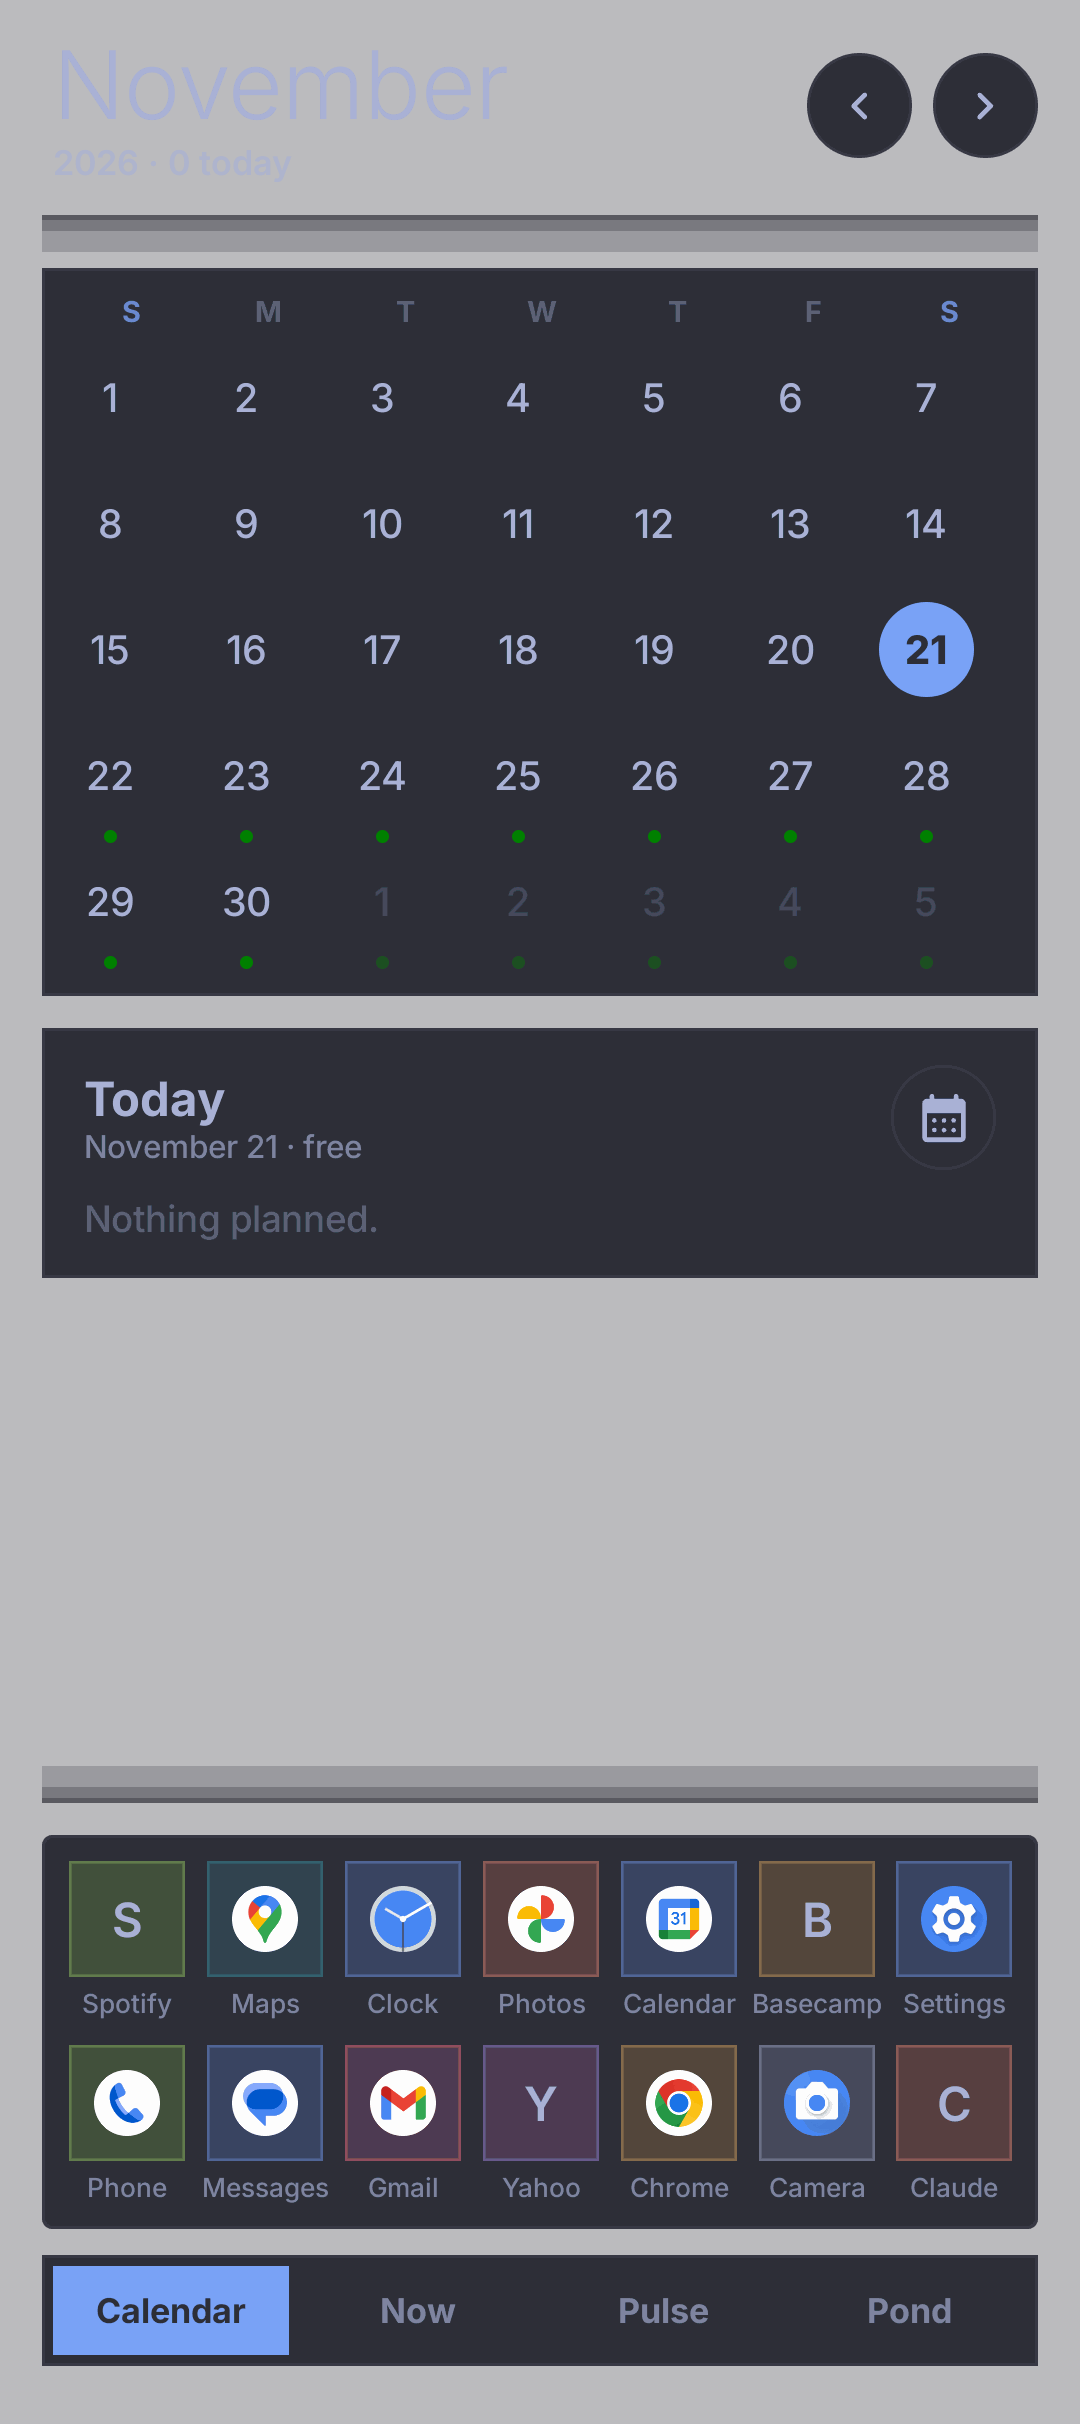 November
2026 · 0 today
S M T W T F S
1 2 3 4 5 6 7
8 9 10 11 12 13 14
15 16 17 18 19 20 21
22 23 24 25 26 27 28
29 30 1 2 3 4 5
Today
November 21 · free
Nothing planned.
S 31 B
Spotify Maps Clock Photos Calendar Basecamp Settings
Y C
Phone Messages Gmail Yahoo Chrome Camera Claude
Calendar Now Pulse Pond